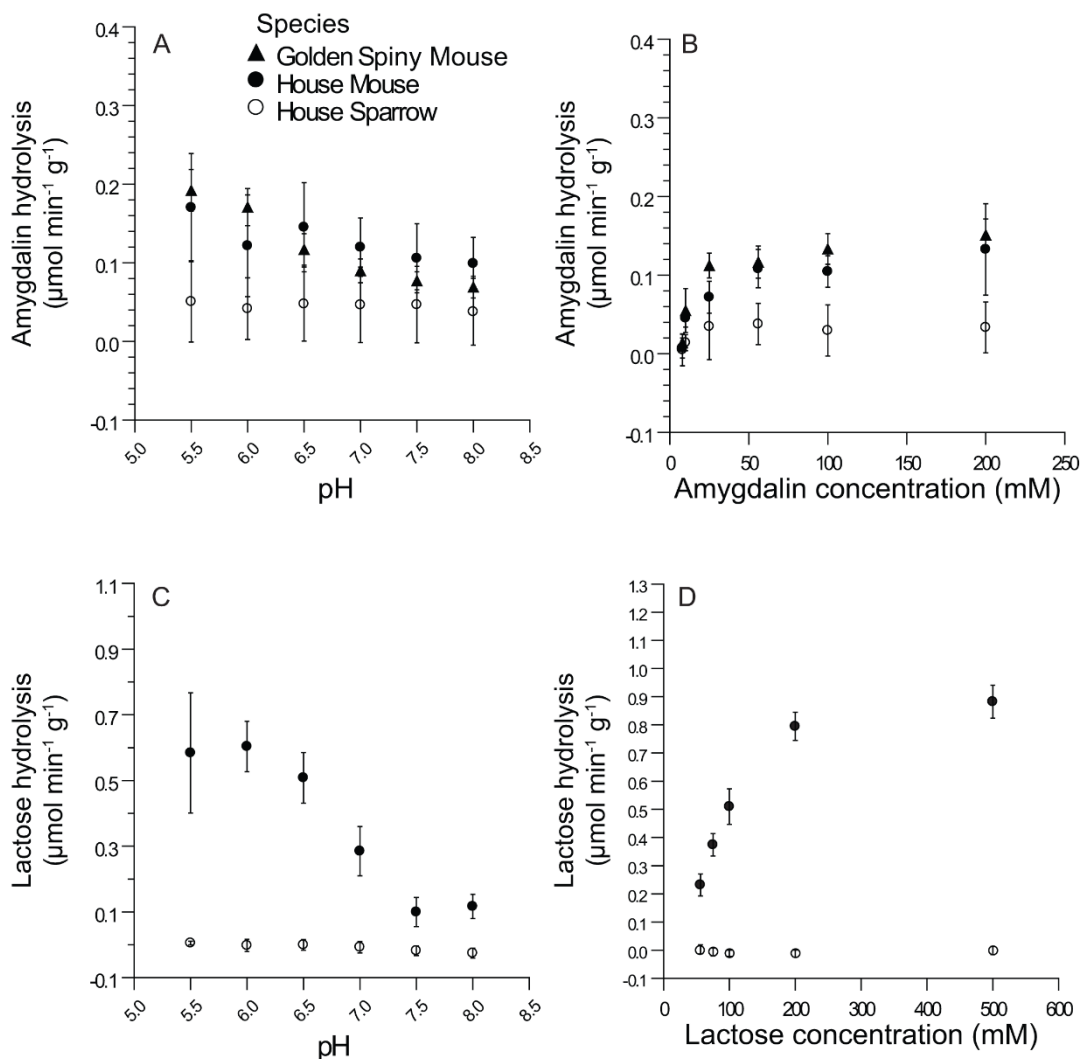 Species
▲ Golden Spiny Mouse
● House Mouse
○ House Sparrow
A
0.4
0.3
0.2
0.1
0.0
-0.1
Amygdalin hydrolysis
(µmol min⁻¹ g⁻¹)
5.0 5.5 6.0 6.5 7.0 7.5 8.0 8.5
pH
B
0.4
0.3
0.2
0.1
0.0
-0.1
Amygdalin hydrolysis
(µmol min⁻¹ g⁻¹)
0 50 100 150 200 250
Amygdalin concentration (mM)
C
1.1
0.9
0.7
0.5
0.3
0.1
-0.1
Lactose hydrolysis
(µmol min⁻¹ g⁻¹)
5.0 5.5 6.0 6.5 7.0 7.5 8.0 8.5
pH
D
1.3
1.2
1.1
1.0
0.9
0.8
0.7
0.6
0.5
0.4
0.3
0.2
0.1
0.0
-0.1
Lactose hydrolysis
(µmol min⁻¹ g⁻¹)
0 100 200 300 400 500 600
Lactose concentration (mM)